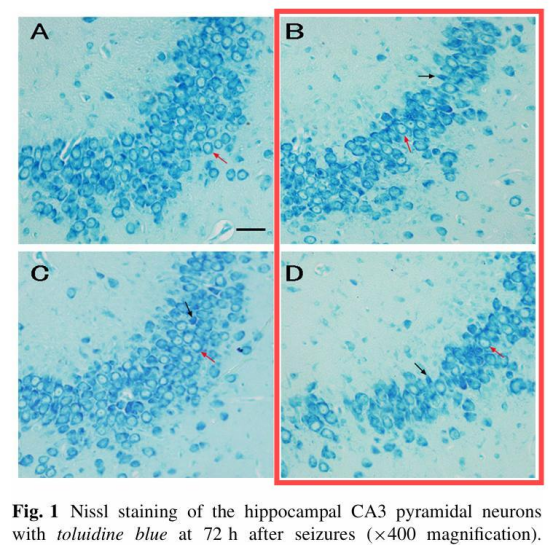 A
B
C
D
Fig. 1 Nissl staining of the hippocampal CA3 pyramidal neurons
with toluidine blue at 72 h after seizures (×400 magnification).